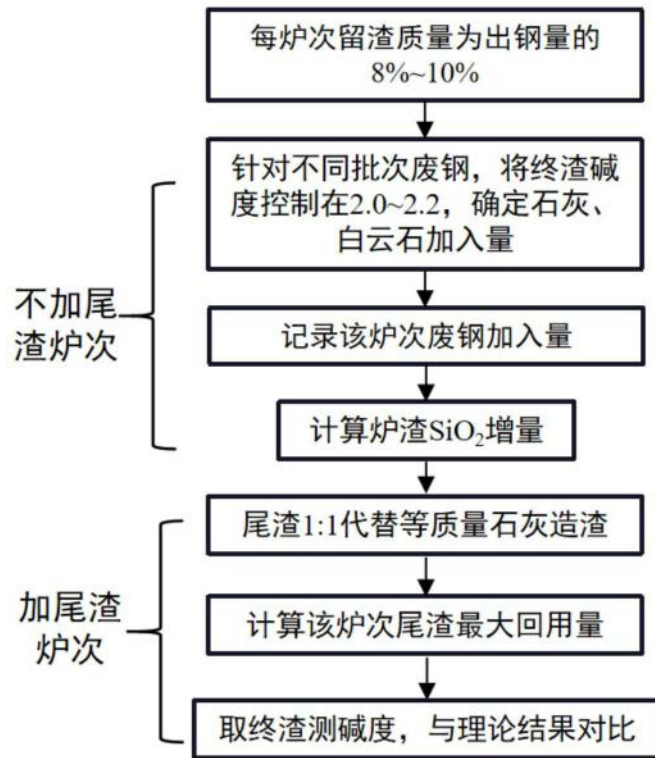 每炉次留渣质量为出钢量的
8%~10%
针对不同批次废钢，将终渣碱
度控制在2.0~2.2，确定石灰、
白云石加入量
不加尾
渣炉次
记录该炉次废钢加入量
计算炉渣SiO₂增量
尾渣1:1代替等质量石灰造渣
加尾渣
炉次
计算该炉次尾渣最大回用量
取终渣测碱度，与理论结果对比